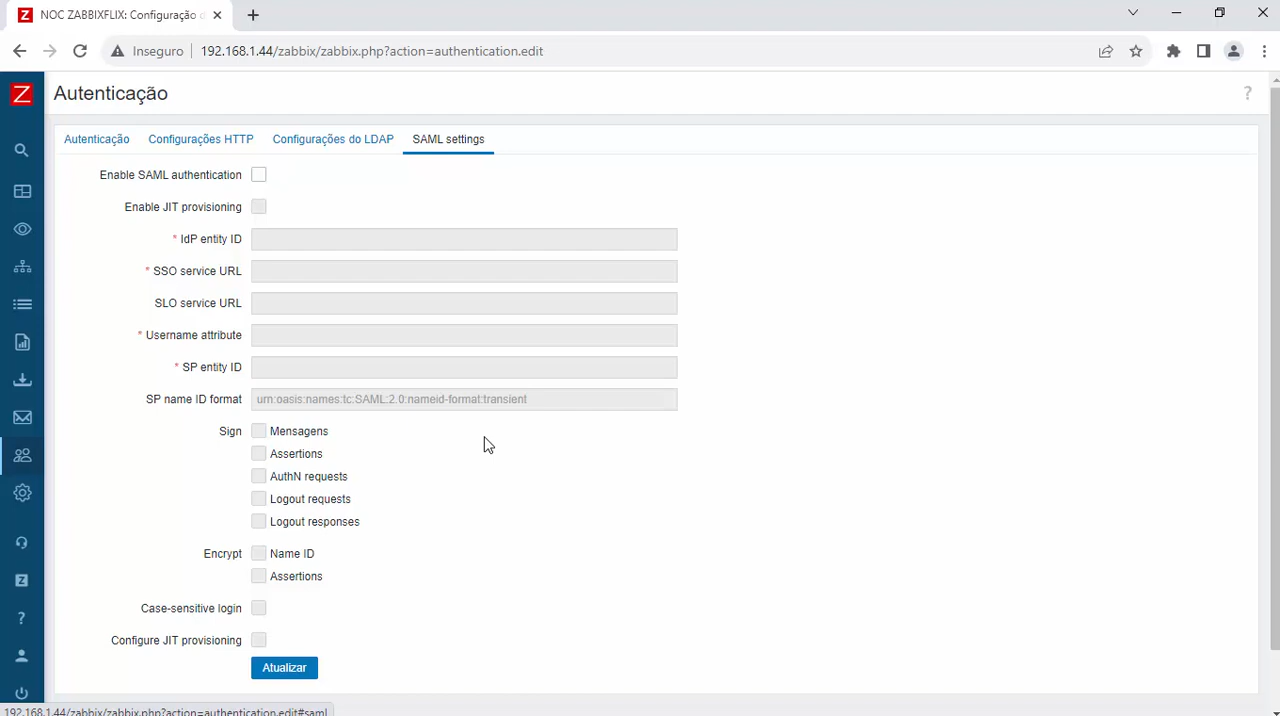 NOC ZABBIXFLIX: Configuração o
Inseguro
192.168.1.44/zabbix/zabbix.php?action=authentication.edit
Z
Autenticação
?
Autenticação
Configurações HTTP
Configurações do LDAP
SAML settings
Enable SAML authentication
Enable JIT provisioning
* IdP entity ID
* SSO service URL
SLO service URL
* Username attribute
* SP entity ID
SP name ID format
urn:oasis:names:tc:SAML:2.0:nameid-format:transient
Sign
Mensagens
Assertions
AuthN requests
Logout requests
Logout responses
Encrypt
Name ID
Assertions
Case-sensitive login
Configure JIT provisioning
Atualizar
Z
?
192.168.1.44/zabbix/zabbix.php?action=authentication.edit#saml